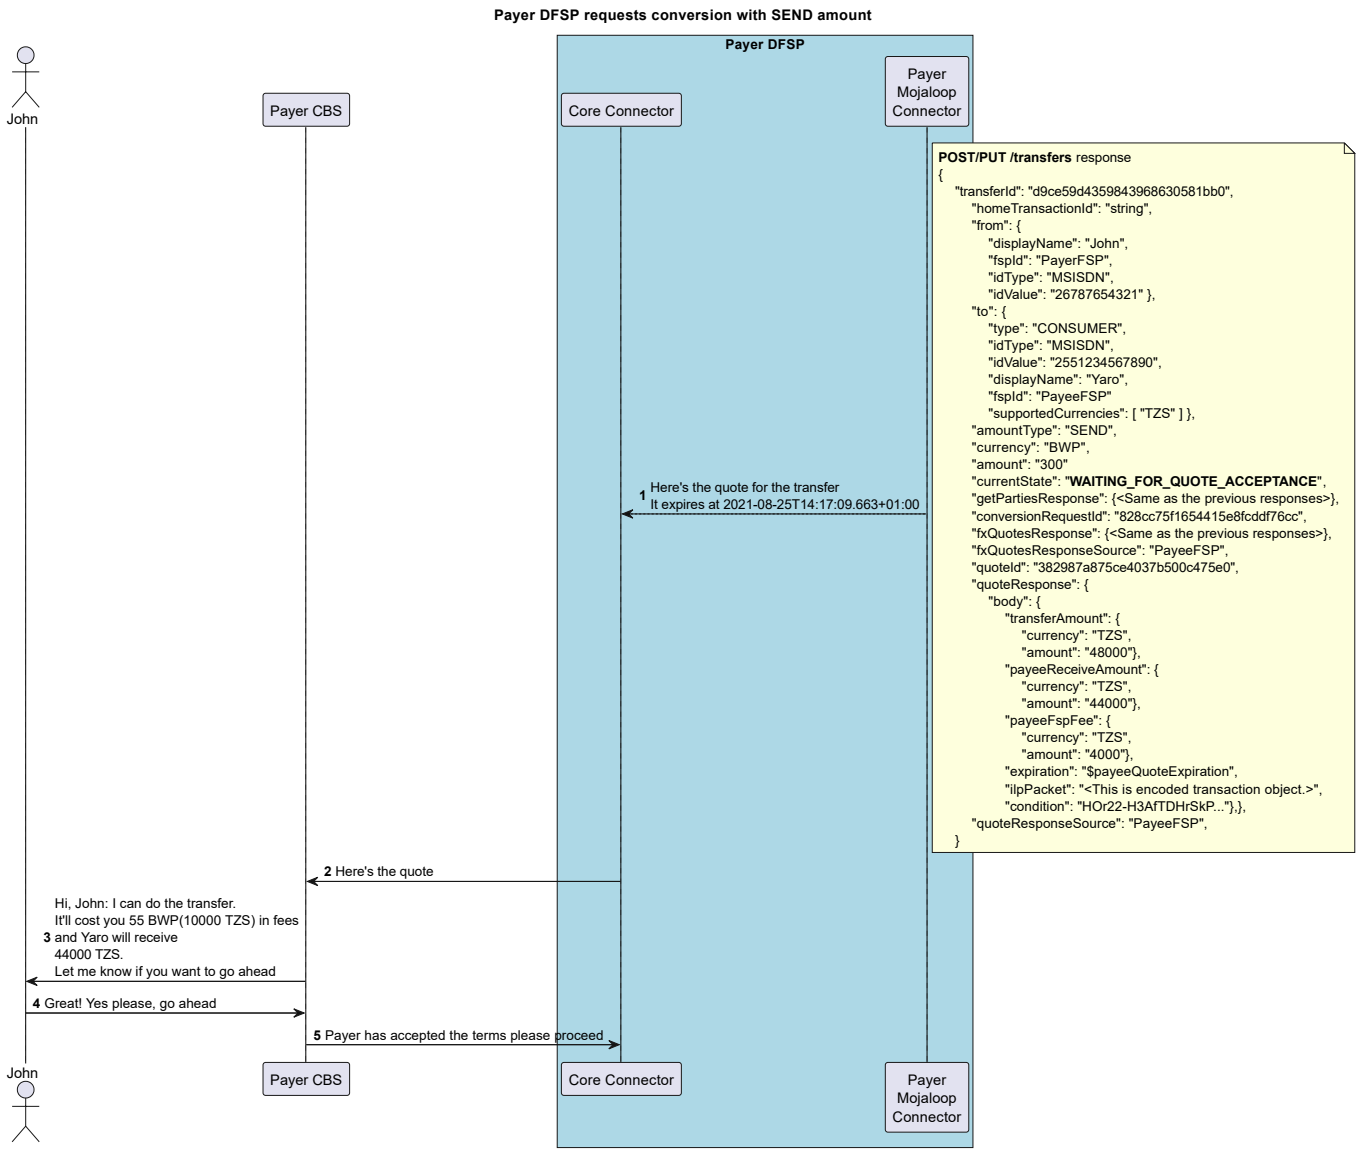 Payer DFSP requests conversion with SEND amount
Payer DFSP
John
Payer CBS
Core Connector
Payer
Mojaloop
Connector
POST/PUT /transfers response
{
"transferId": "d9ce59d4359843968630581bb0",
"homeTransactionId": "string",
"from": {
"displayName": "John",
"fspId": "PayerFSP",
"idType": "MSISDN",
"idValue": "26787654321" },
"to": {
"type": "CONSUMER",
"idType": "MSISDN",
"idValue": "2551234567890",
"displayName": "Yaro",
"fspId": "PayeeFSP"
"supportedCurrencies": [ "TZS" ] },
"amountType": "SEND",
"currency": "BWP",
"amount": "300"
"currentState": "WAITING_FOR_QUOTE_ACCEPTANCE",
"getPartiesResponse": {<Same as the previous responses>},
"conversionRequestId": "828cc75f1654415e8fcddf76cc",
"fxQuotesResponse": {<Same as the previous responses>},
"fxQuotesResponseSource": "PayeeFSP",
"quoteId": "382987a875ce4037b500c475e0",
"quoteResponse": {
"body": {
"transferAmount": {
"currency": "TZS",
"amount": "48000"},
"payeeReceiveAmount": {
"currency": "TZS",
"amount": "44000"},
"payeeFspFee": {
"currency": "TZS",
"amount": "4000"},
"expiration": "$payeeQuoteExpiration",
"ilpPacket": "<This is encoded transaction object.>",
"condition": "HOr22-H3AfTDHrSkP..."},},
"quoteResponseSource": "PayeeFSP",
}
1 Here's the quote for the transfer
It expires at 2021-08-25T14:17:09.663+01:00
2 Here's the quote
Hi, John: I can do the transfer.
It'll cost you 55 BWP(10000 TZS) in fees
3 and Yaro will receive
44000 TZS.
Let me know if you want to go ahead
4 Great! Yes please, go ahead
5 Payer has accepted the terms please proceed
John
Payer CBS
Core Connector
Payer
Mojaloop
Connector